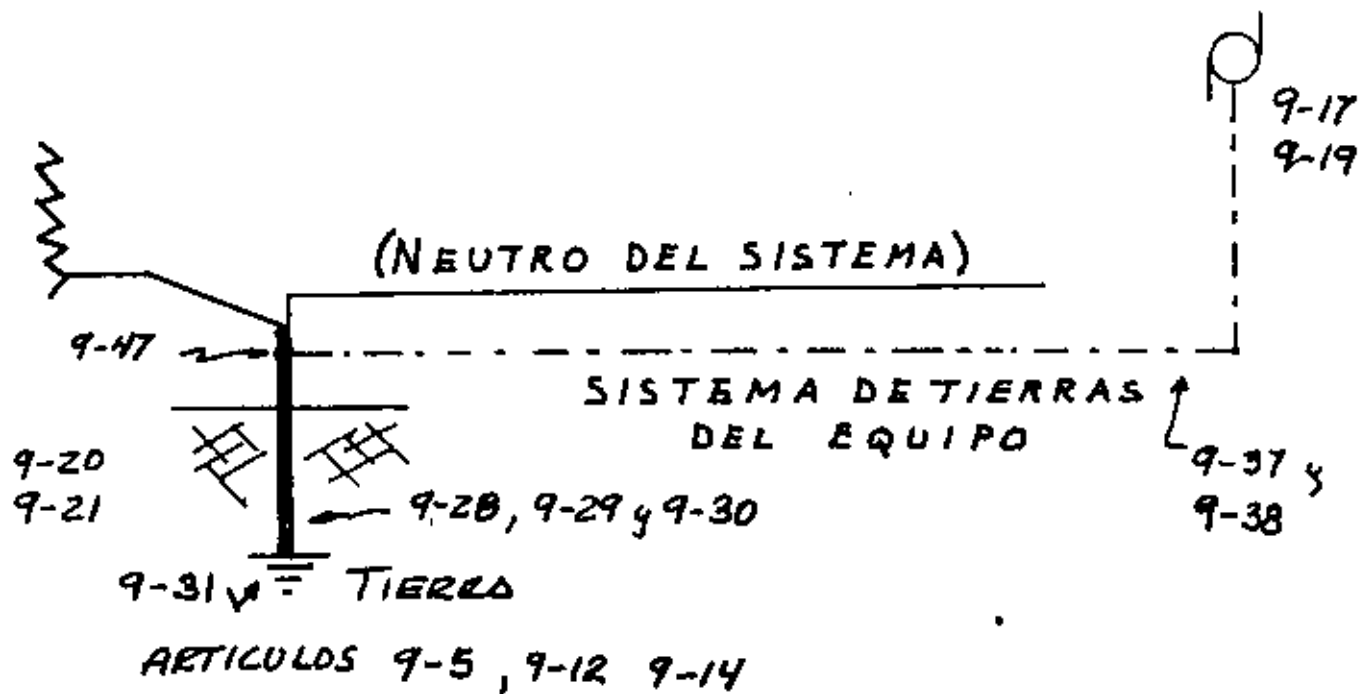 9-17
9-19
(NEUTRO DEL SISTEMA)
9-47
SISTEMA DE TIERRAS
DEL EQUIPO
9-20
9-21
9-37 y
9-38
9-28, 9-29 y 9-30
9-31
TIERRA
ARTICULOS 9-5, 9-12 9-14